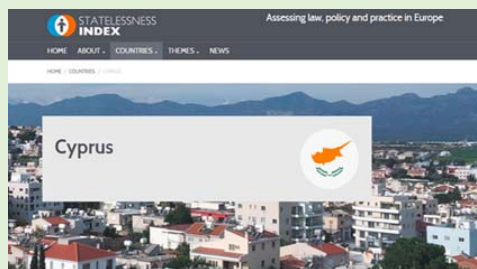 STATELESSNESS
INDEX
Assessing law, policy and practice in Europe
HOME ABOUT COUNTRIES THEMES NEWS
HOME / COUNTRIES / CYPRUS
Cyprus